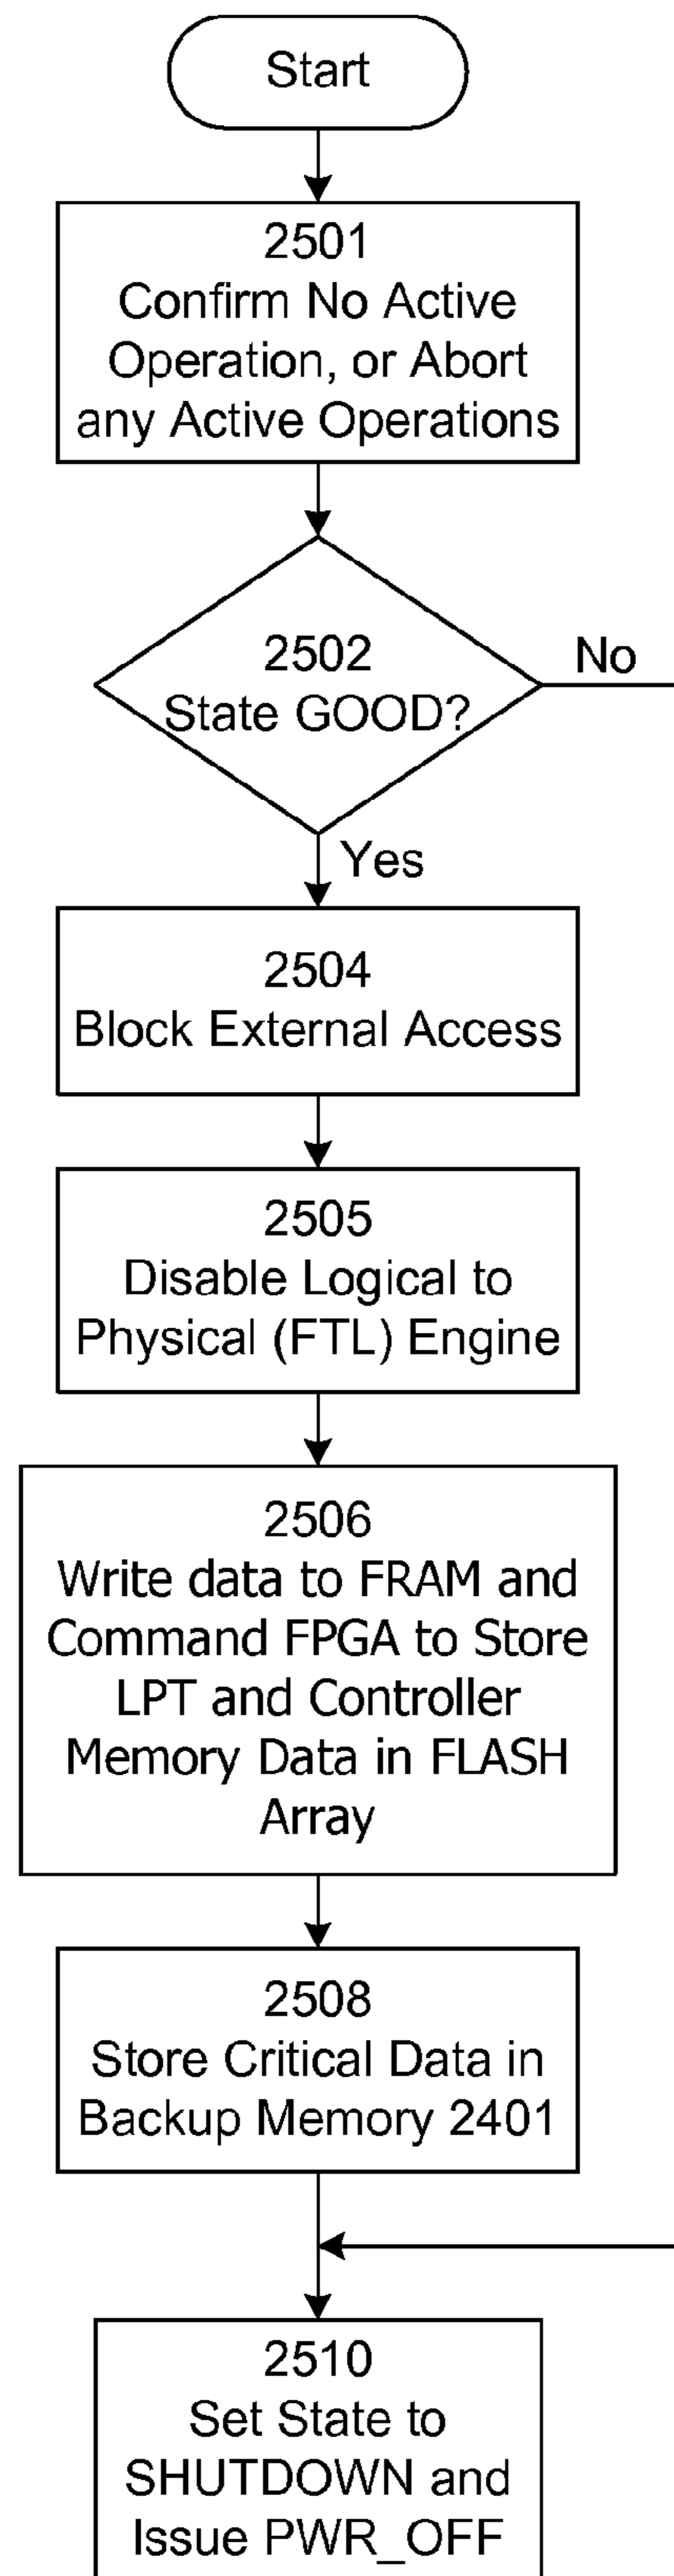 Start
2501
Confirm No Active
Operation, or Abort
any Active Operations
2502
State GOOD?
No
Yes
2504
Block External Access
2505
Disable Logical to
Physical (FTL) Engine
2506
Write data to FRAM and
Command FPGA to Store
LPT and Controller
Memory Data in FLASH
Array
2508
Store Critical Data in
Backup Memory 2401
2510
Set State to
SHUTDOWN and
Issue PWR_OFF